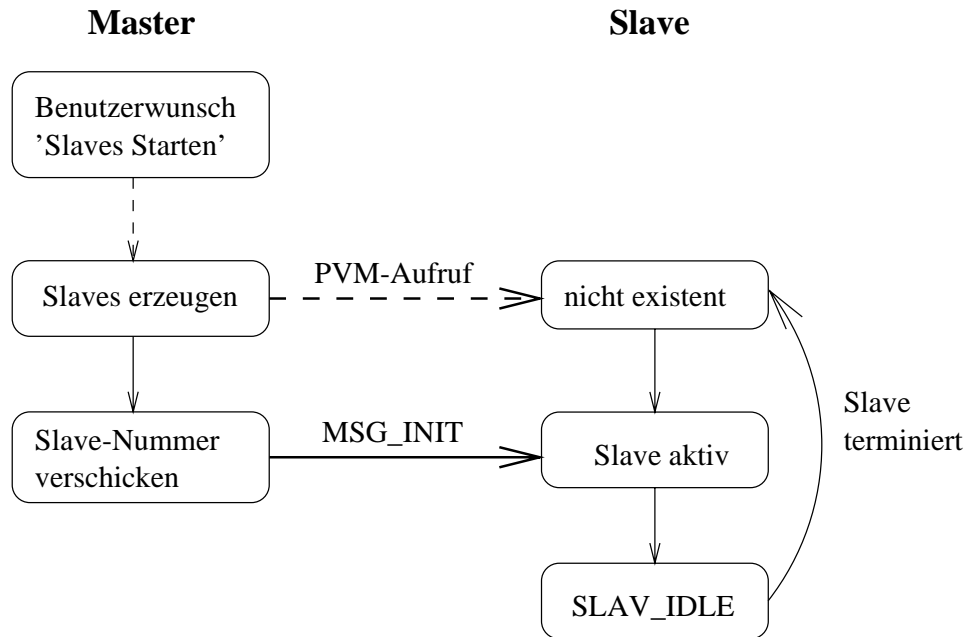 Master
Slave
Benutzerwunsch
’Slaves Starten’
Slaves erzeugen
PVM-Aufruf
nicht existent
Slave-Nummer
verschicken
MSG_INIT
Slave aktiv
Slave
terminiert
SLAV_IDLE